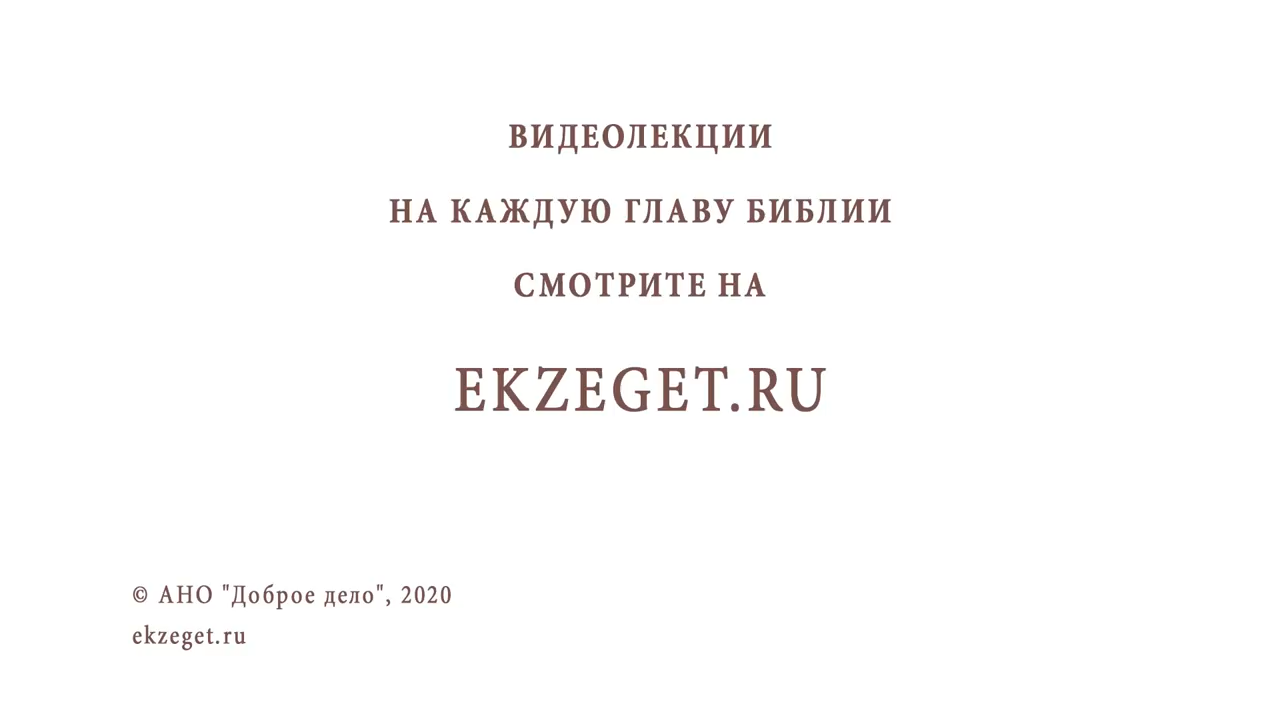 ВИДЕОЛЕКЦИИ
НА КАЖДУЮ ГЛАВУ БИБЛИИ
СМОТРИТЕ НА
EKZEGET.RU
© АНО "Доброе дело", 2020
ekzeget.ru